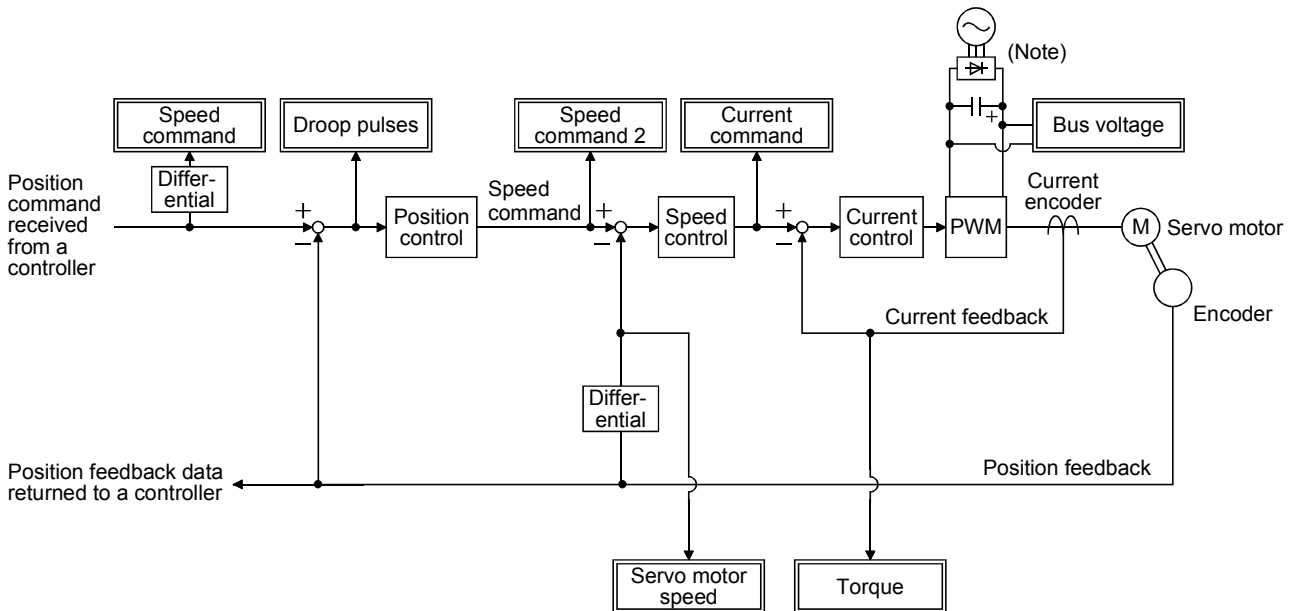 (Note)
Speed
command
Droop pulses
Speed
command 2
Current
command
Bus voltage
Differ-
ential
Position
command
received
from a
controller
+
−
Position
control
Speed
command
+
−
Speed
control
+
−
Current
control
PWM
+
Current
encoder
M
Servo motor
Encoder
Current feedback
Differ-
ential
Position feedback
Position feedback data
returned to a controller
Servo motor
speed
Torque